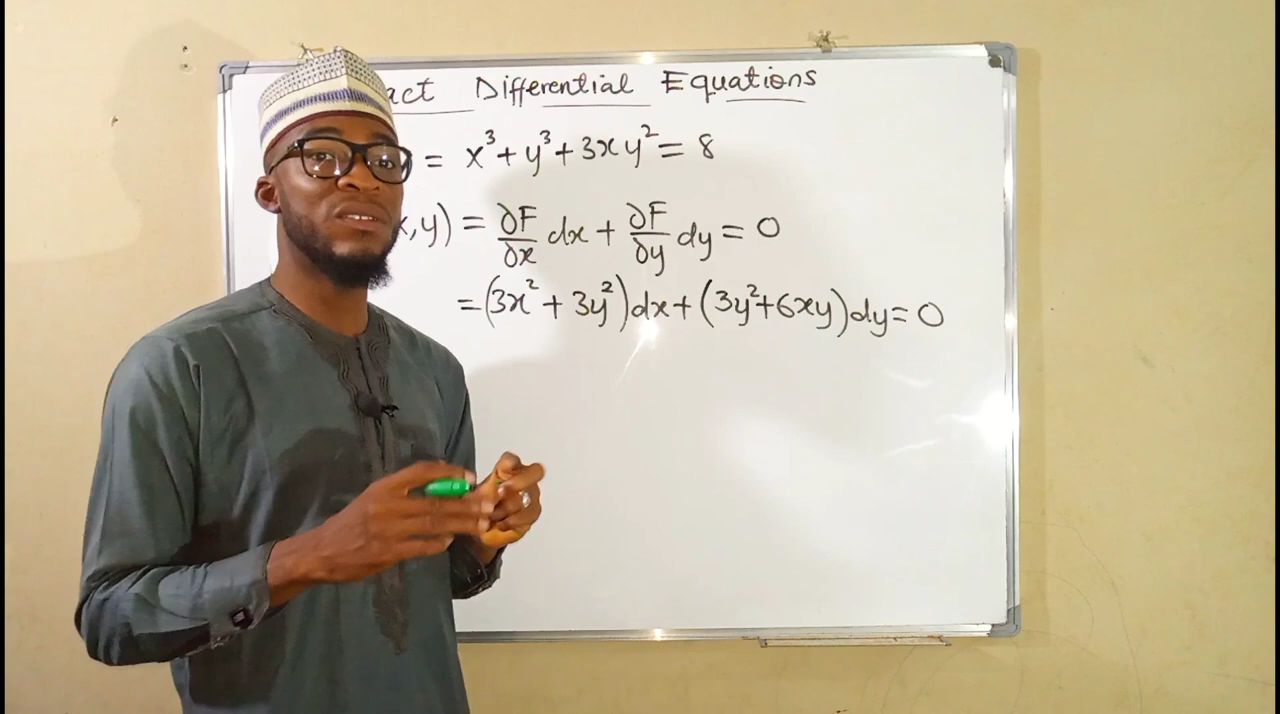 act Differential Equations
= x³ + y³ + 3xy² = 8
x,y) = ∂F/∂x dx + ∂F/∂y dy = 0
= (3x² + 3y²)dx + (3y²+6xy)dy = 0